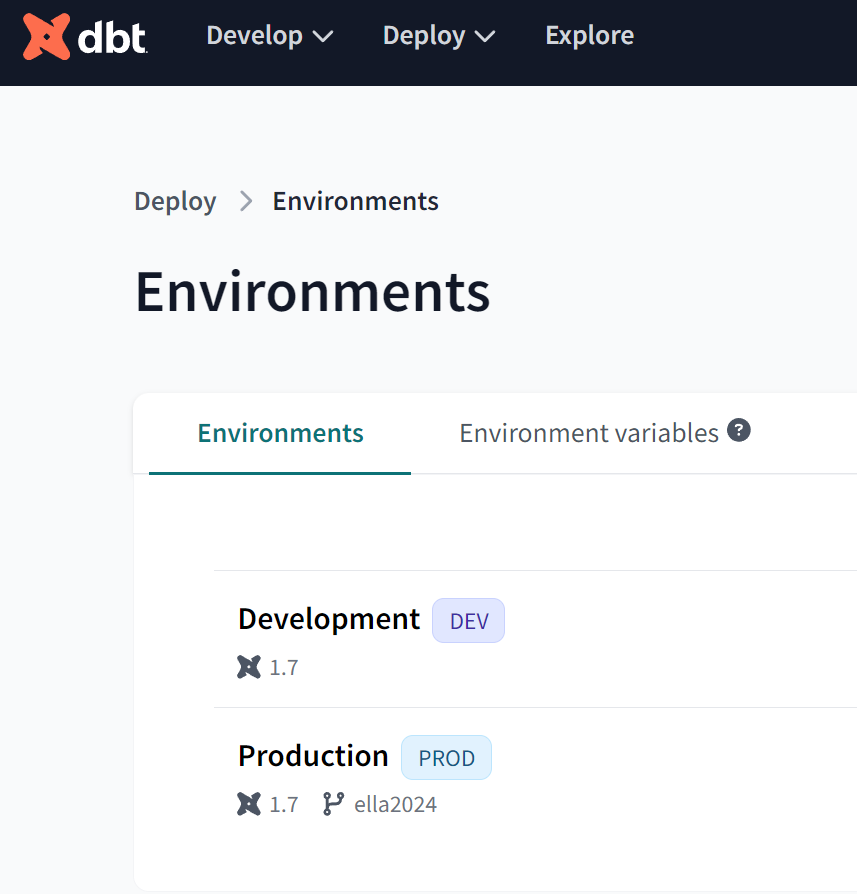 dbt Develop Deploy Explore
Deploy Environments
Environments
Environments Environment variables ?
Development DEV
1.7
Production PROD
1.7 ella2024